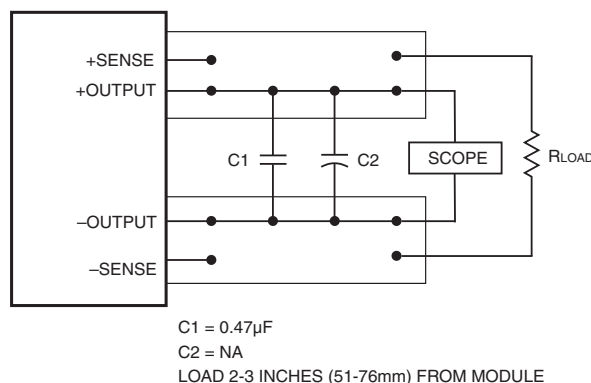 +SENSE
+OUTPUT
C1
C2
SCOPE
RLOAD
–OUTPUT
–SENSE
C1 = 0.47µF
C2 = NA
LOAD 2-3 INCHES (51-76mm) FROM MODULE